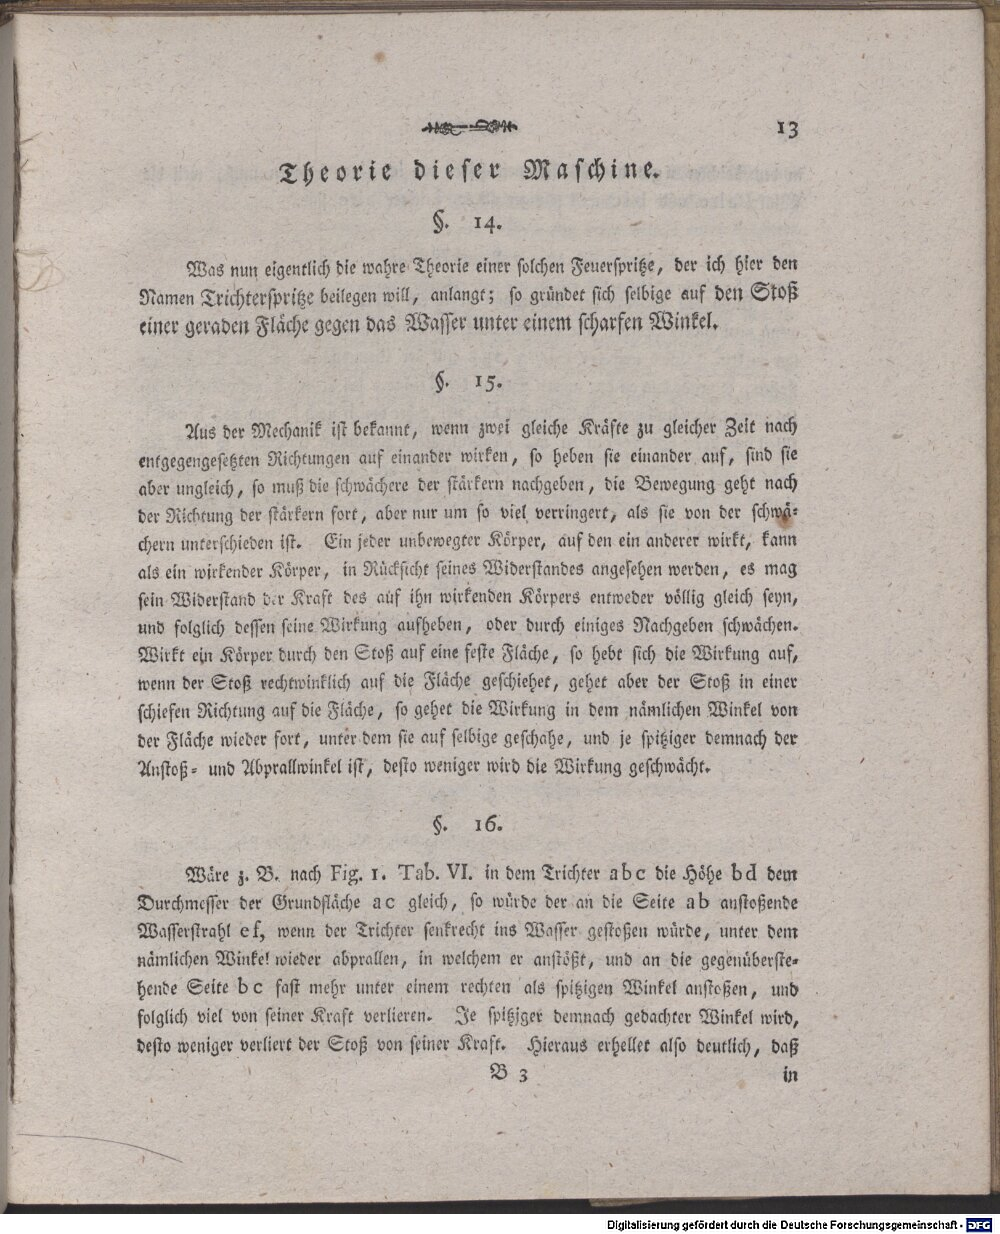 13
Theorie dieser Maschine.
§. 14.
Was nun eigentlich die wahre Theorie einer solchen Feuerspritze, der ich hier den
Namen Trichterspritze beilegen will, anlangt; so gründet sich selbige auf den Stoß
einer geraden Fläche gegen das Wasser unter einem scharfen Winkel.
§. 15.
Aus der Mechanik ist bekannt, wenn zwei gleiche Kräfte zu gleicher Zeit nach
entgegengesetzten Richtungen auf einander wirken, so heben sie einander auf, sind sie
aber ungleich, so muß die schwächere der stärkern nachgeben, die Bewegung geht nach
der Richtung der stärkern fort, aber nur um so viel verringert, als sie von der schwä-
chern unterschieden ist. Ein jeder unbewegter Körper, auf den ein anderer wirkt, kann
als ein wirkender Körper, in Rücksicht seines Widerstandes angesehen werden, es mag
sein Widerstand der Kraft des auf ihn wirkenden Körpers entweder völlig gleich seyn,
und folglich dessen seine Wirkung aufheben, oder durch einiges Nachgeben schwächen.
Wirkt ein Körper durch den Stoß auf eine feste Fläche, so hebt sich die Wirkung auf,
wenn der Stoß rechtwinklich auf die Fläche geschiehet, gehet aber der Stoß in einer
schiefen Richtung auf die Fläche, so gehet die Wirkung in dem nämlichen Winkel von
der Fläche wieder fort, unter dem sie auf selbige geschahe, und je spitziger demnach der
Anstoß- und Abprallwinkel ist, desto weniger wird die Wirkung geschwächt.
§. 16.
Wäre z. B. nach Fig. 1. Tab. VI. in dem Trichter abc die Höhe bd dem
Durchmesser der Grundfläche ac gleich, so würde der an die Seite ab anstoßende
Wasserstrahl ef, wenn der Trichter senkrecht ins Wasser gestoßen würde, unter dem
nämlichen Winkel wieder abprallen, in welchem er anstößt, und an die gegenüberste-
hende Seite bc fast mehr unter einem rechten als spitzigen Winkel anstoßen, und
folglich viel von seiner Kraft verlieren. Je spitziger demnach gedachter Winkel wird,
desto weniger verliert der Stoß von seiner Kraft. Hieraus erhellet also deutlich, daß
B 3
in
Digitalisierung gefördert durch die Deutsche Forschungsgemeinschaft - DFG